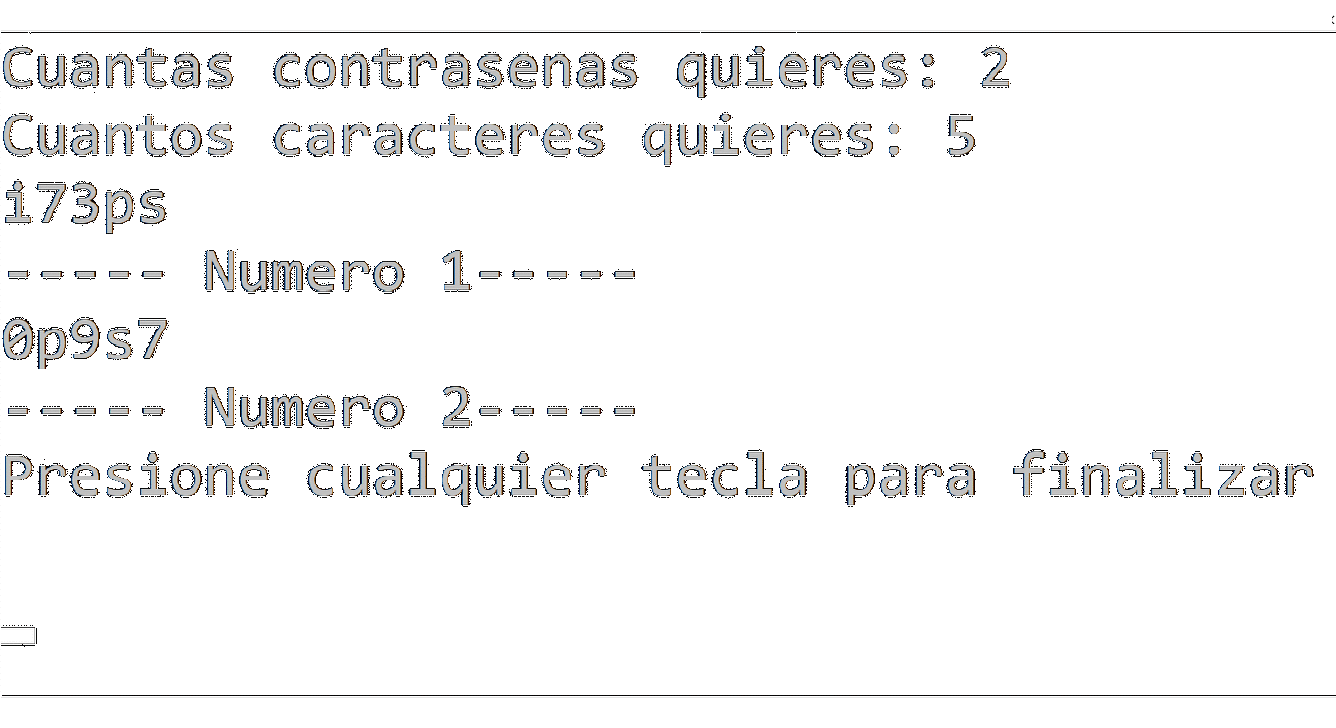 Cuantas contrasenas quieres: 2
Cuantos caracteres quieres: 5
i73ps
----- Numero 1-----
0p9s7
----- Numero 2-----
Presione cualquier tecla para finalizar